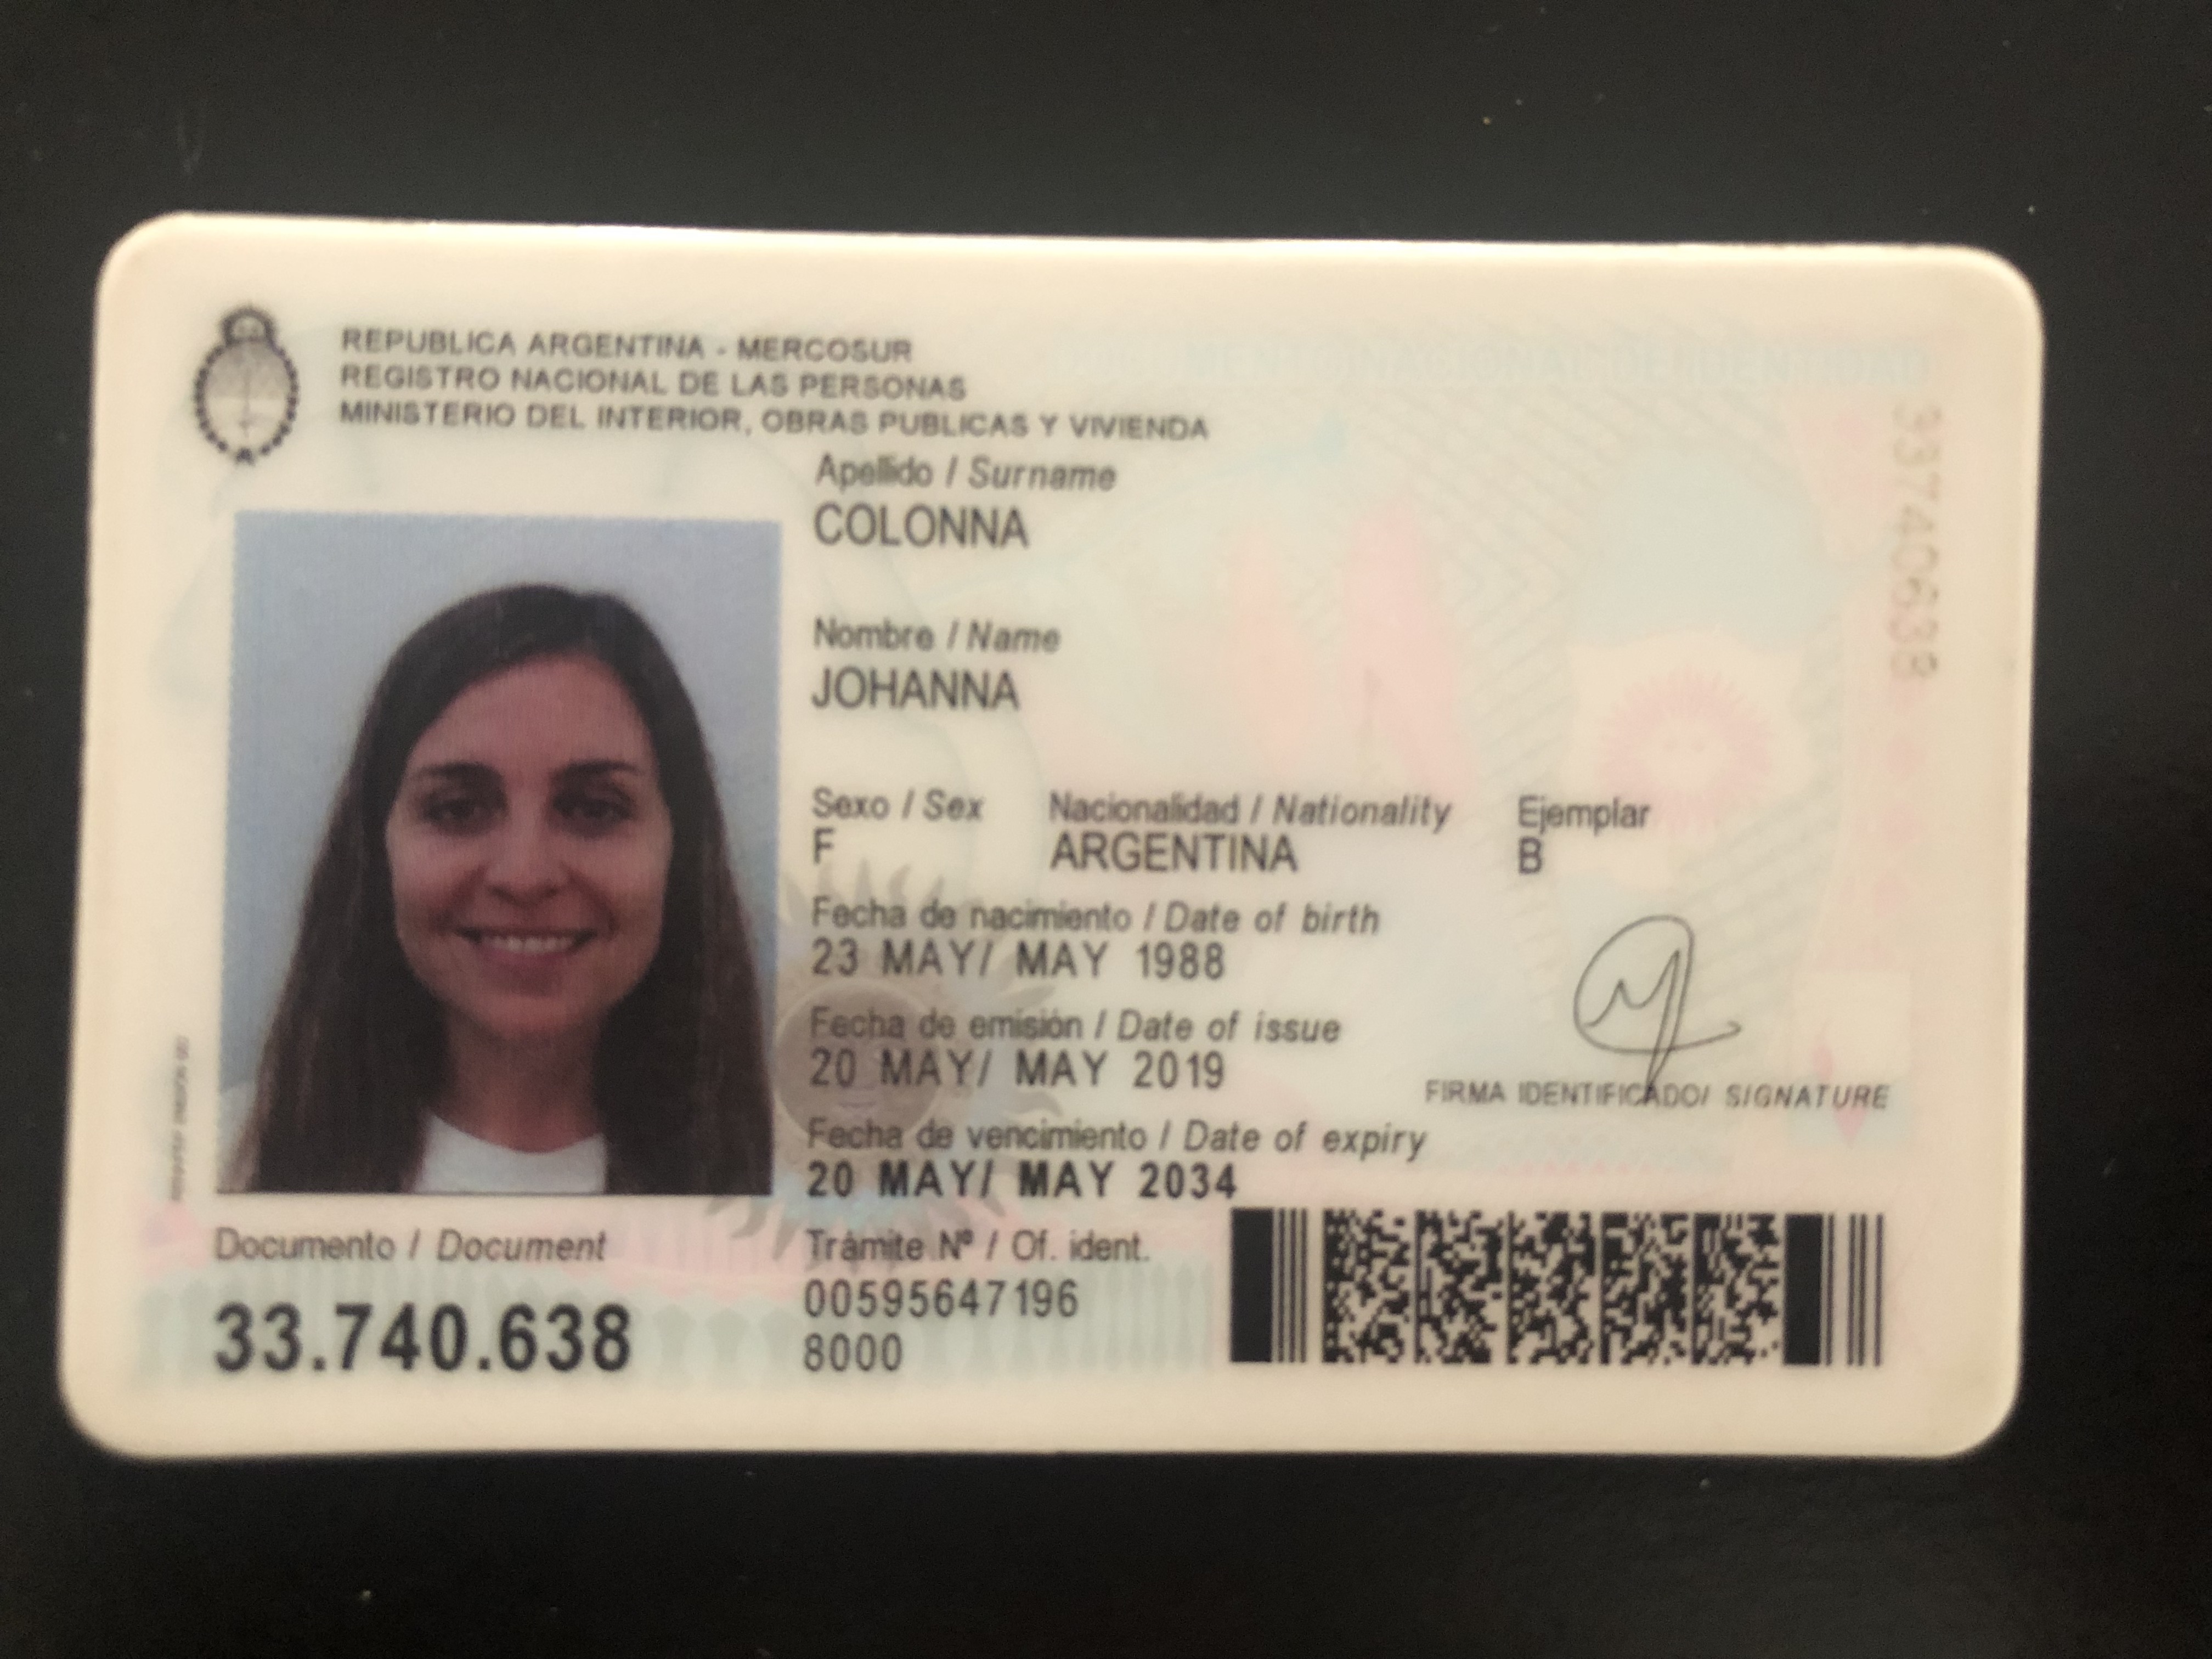 REPUBLICA ARGENTINA - MERCOSUR
REGISTRO NACIONAL DE LAS PERSONAS
MINISTERIO DEL INTERIOR, OBRAS PUBLICAS Y VIVIENDA
Apellido / Surname
COLONNA
Nombre / Name
JOHANNA
Sexo / Sex Nacionalidad / Nationality Ejemplar
F ARGENTINA B
Fecha de nacimiento / Date of birth
23 MAY/ MAY 1988
Fecha de emisión / Date of issue
20 MAY/ MAY 2019
Fecha de vencimiento / Date of expiry
20 MAY/ MAY 2034
FIRMA IDENTIFICADO/ SIGNATURE
Documento / Document
33.740.638
Trámite Nº / Of. ident.
00595647196
8000
33740638